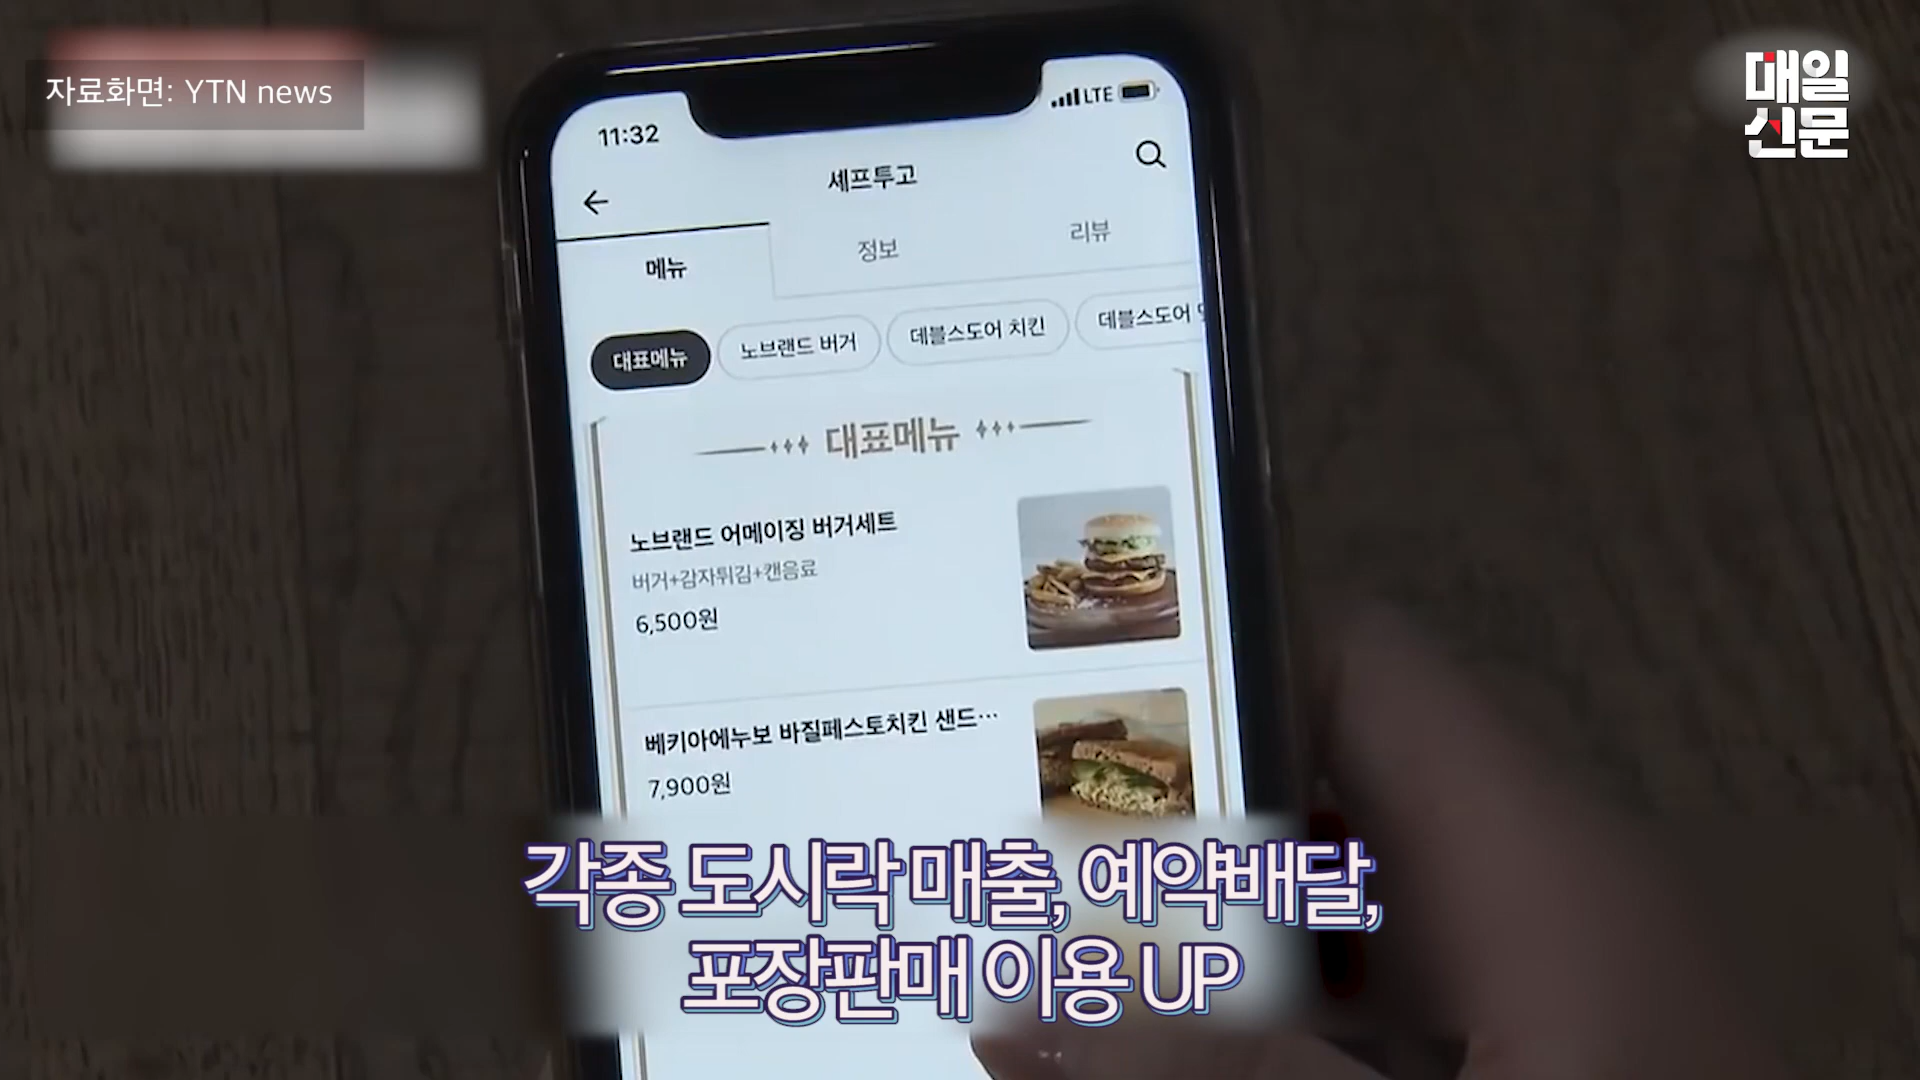 자료화면: YTN news
매일
신문
11:32
LTE
셰프투고
메뉴
정보
리뷰
대표메뉴
노브랜드 버거
데블스도어 치킨
데블스도어
대표메뉴
노브랜드 어메이징 버거세트
버거+감자튀김+캔음료
6,500원
베키아에누보 바질페스토치킨 샌드…
7,900원
각종 도시락 매출, 예약배달,
포장판매 이용 UP